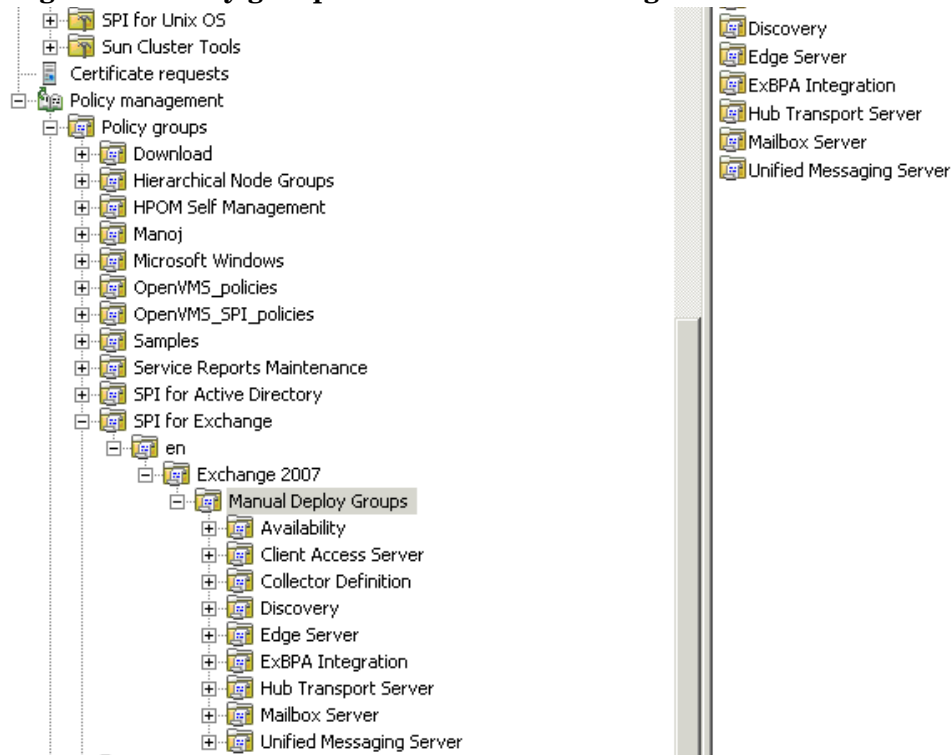 SPI for Unix OS
Sun Cluster Tools
Certificate requests
Policy management
Policy groups
Download
Hierarchical Node Groups
HPOM Self Management
Manoj
Microsoft Windows
OpenVMS_policies
OpenVMS_SPI_policies
Samples
Service Reports Maintenance
SPI for Active Directory
SPI for Exchange
en
Exchange 2007
Manual Deploy Groups
Availability
Client Access Server
Collector Definition
Discovery
Edge Server
ExBPA Integration
Hub Transport Server
Mailbox Server
Unified Messaging Server
Discovery
Edge Server
ExBPA Integration
Hub Transport Server
Mailbox Server
Unified Messaging Server